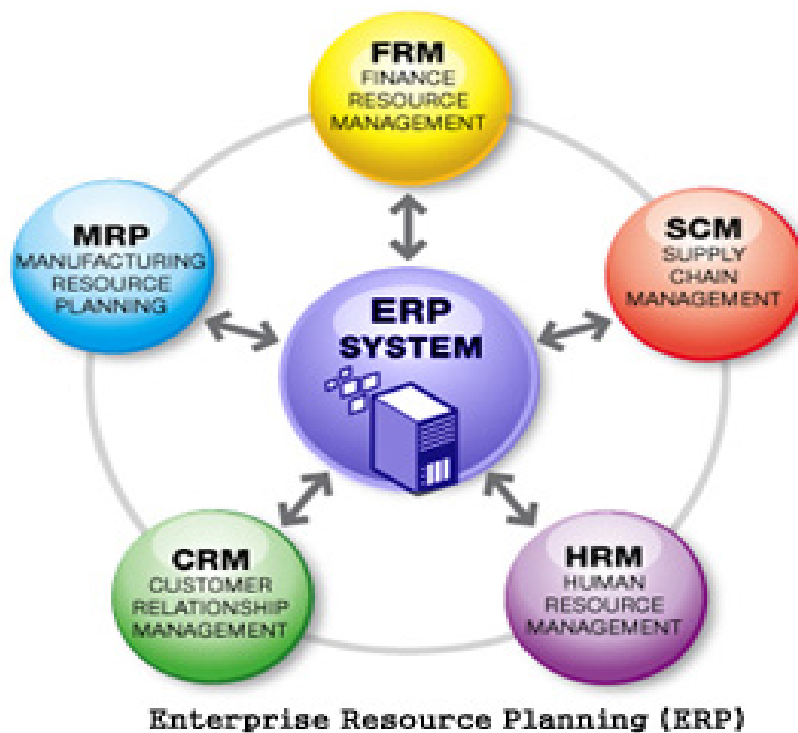 FRM
FINANCE
RESOURCE
MANAGEMENT
MRP
MANUFACTURING
RESOURCE
PLANNING
SCM
SUPPLY
CHAIN
MANAGEMENT
ERP
SYSTEM
CRM
CUSTOMER
RELATIONSHIP
MANAGEMENT
HRM
HUMAN
RESOURCE
MANAGEMENT
Enterprise Resource Planning (ERP)